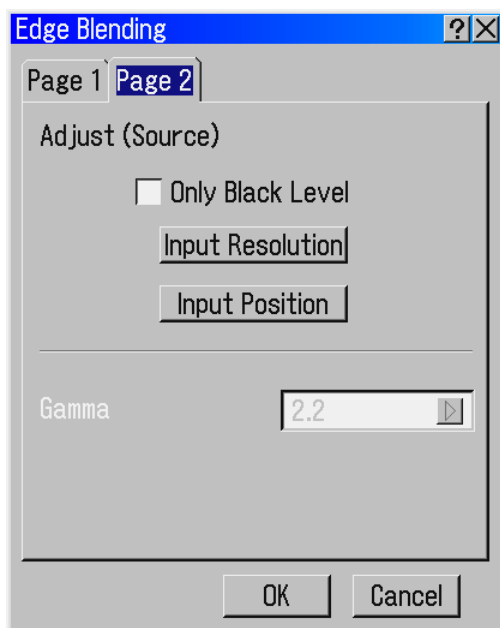 Edge Blending ? X
Page 1 Page 2
Adjust (Source)
Only Black Level
Input Resolution
Input Position
Gamma 2.2
OK Cancel